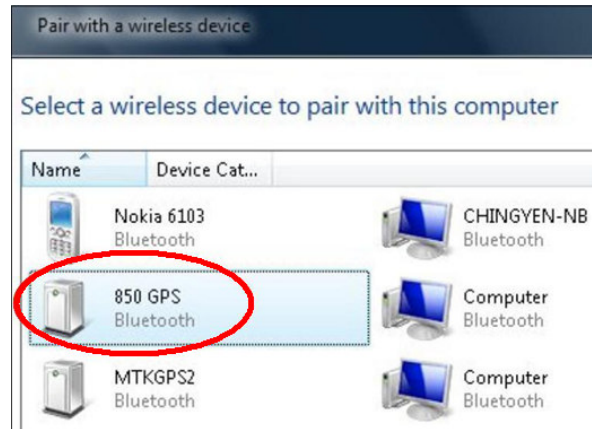 Pair with a wireless device
Select a wireless device to pair with this computer
Name Device Cat...
Nokia 6103
Bluetooth
CHINGYEN-NB
Bluetooth
850 GPS
Bluetooth
Computer
Bluetooth
MTKGPS2
Bluetooth
Computer
Bluetooth